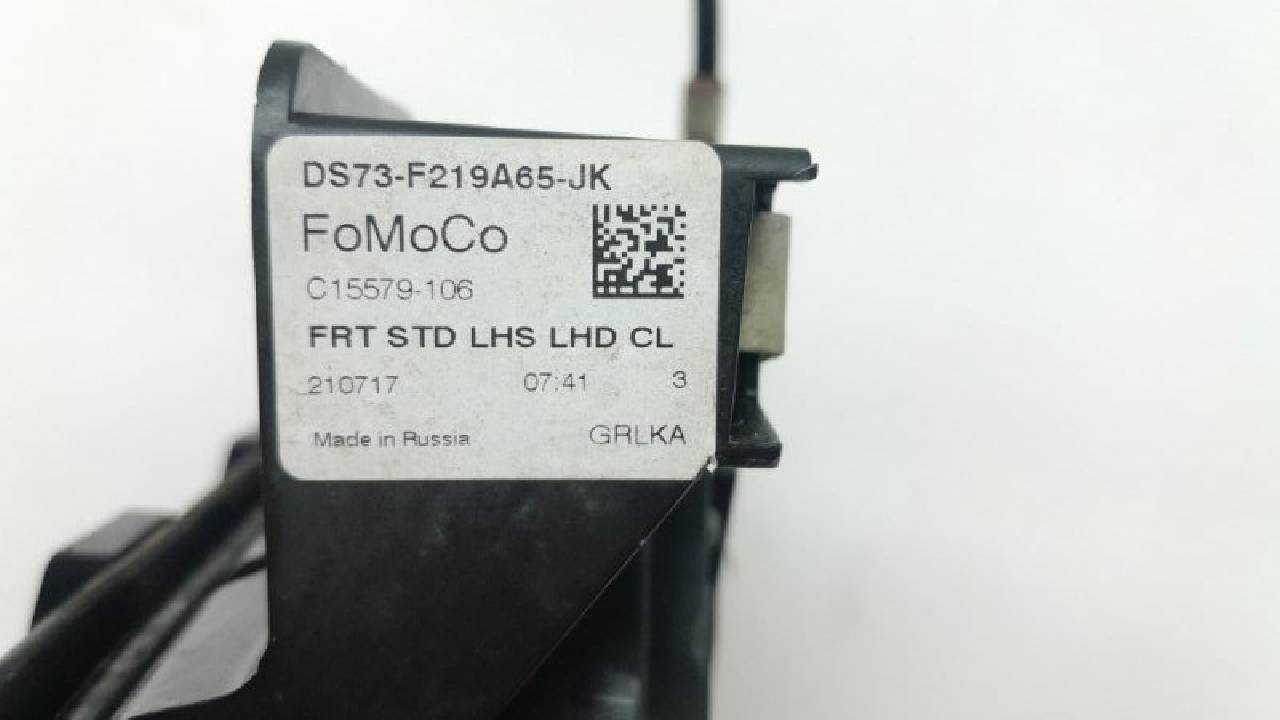 DS73-F219A65-JK
FoMoCo
C15579-106
FRT STD LHS LHD CL
210717 07:41 3
Made in Russia GRLKA